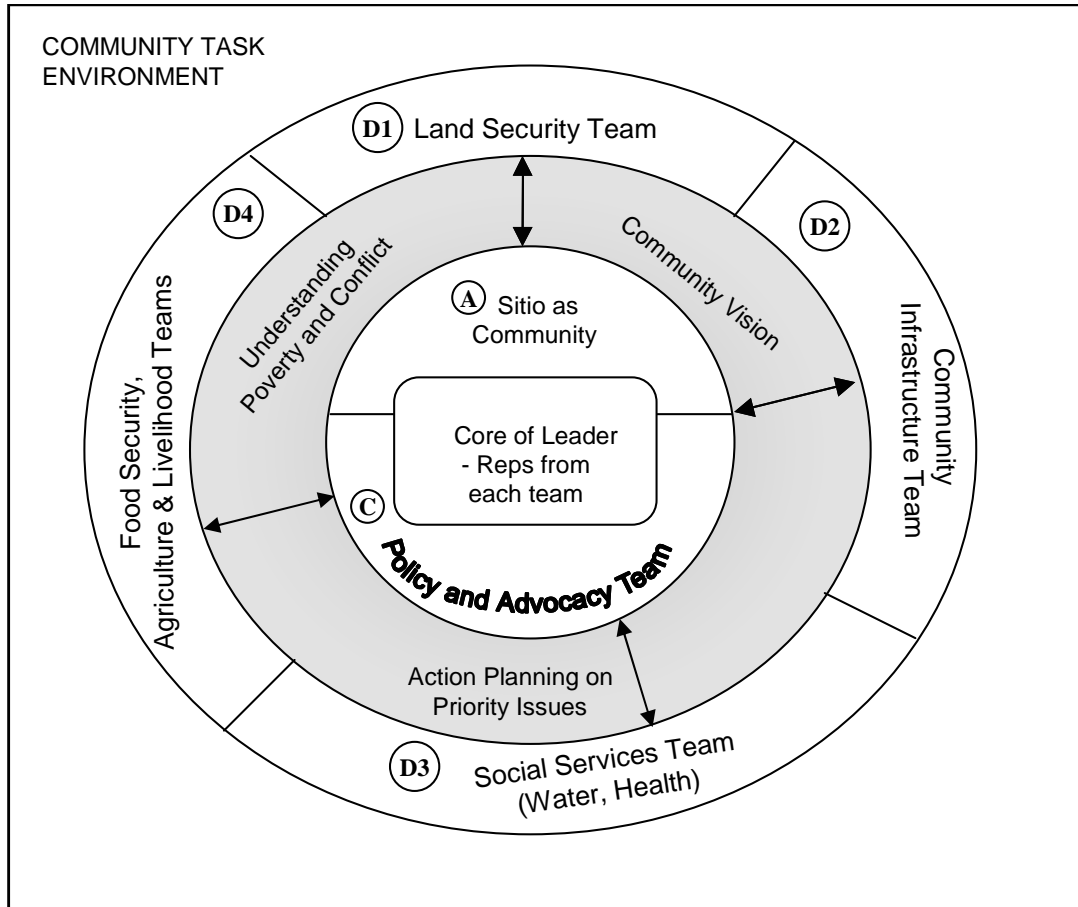 COMMUNITY TASK
ENVIRONMENT
D1 Land Security Team
D4
D2
Understanding
Poverty and Conflict
Community Vision
A Sitio as
Community
Food Security,
Agriculture & Livelihood Teams
Community
Infrastructure Team
Core of Leader
- Reps from
each team
C
Policy and Advocacy Team
Action Planning on
Priority Issues
D3 Social Services Team
(Water, Health)